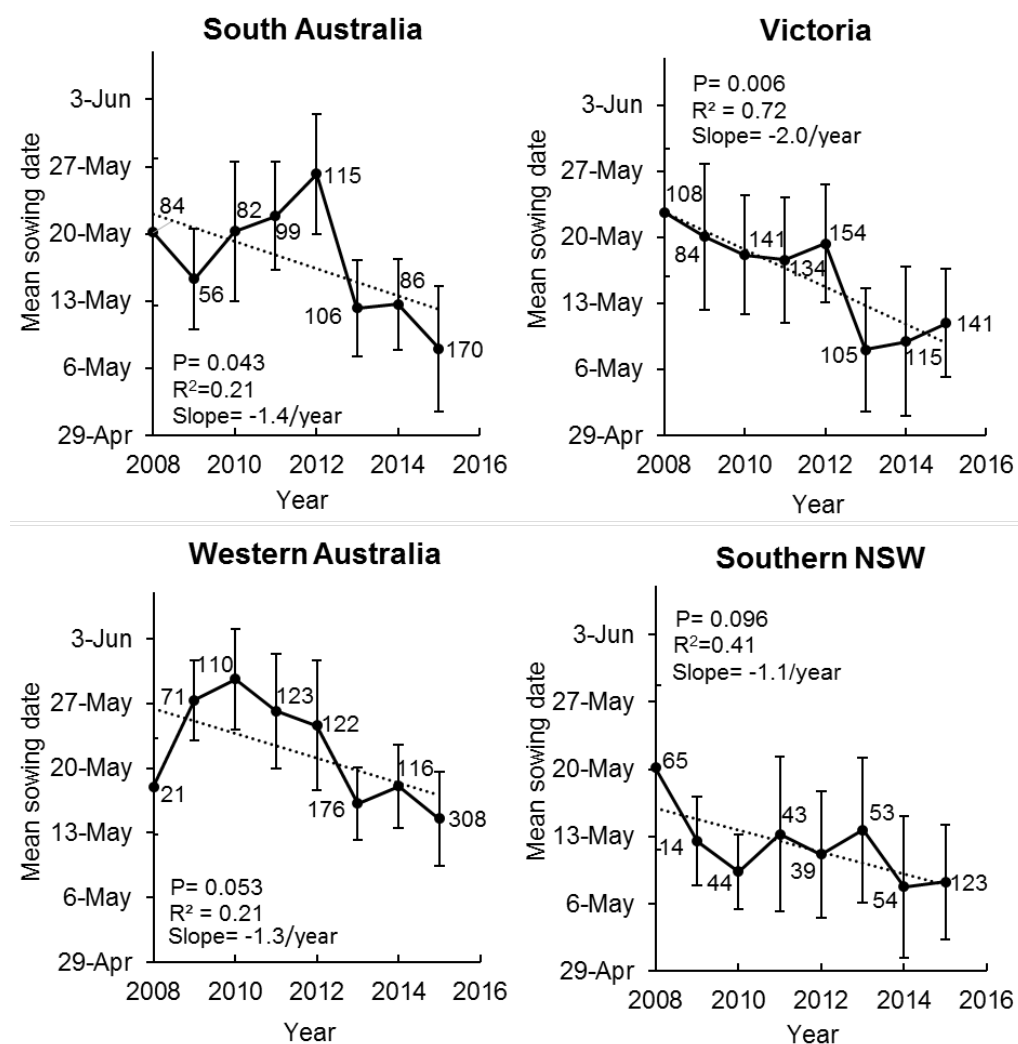 South Australia
Mean sowing date
3-Jun
27-May
20-May
13-May
6-May
29-Apr
84
56
82
99
115
106
86
170
P= 0.043
R²=0.21
Slope= -1.4/year
2008 2010 2012 2014 2016
Year
Victoria
Mean sowing date
3-Jun
27-May
20-May
13-May
6-May
29-Apr
P= 0.006
R² = 0.72
Slope= -2.0/year
108
84
141
134
154
105
115
141
2008 2010 2012 2014 2016
Year
Western Australia
Mean sowing date
3-Jun
27-May
20-May
13-May
6-May
29-Apr
21
71
110
123
122
176
116
308
P= 0.053
R² = 0.21
Slope= -1.3/year
2008 2010 2012 2014 2016
Year
Southern NSW
Mean sowing date
3-Jun
27-May
20-May
13-May
6-May
29-Apr
P= 0.096
R²=0.41
Slope= -1.1/year
65
14
44
43
39
53
54
123
2008 2010 2012 2014 2016
Year